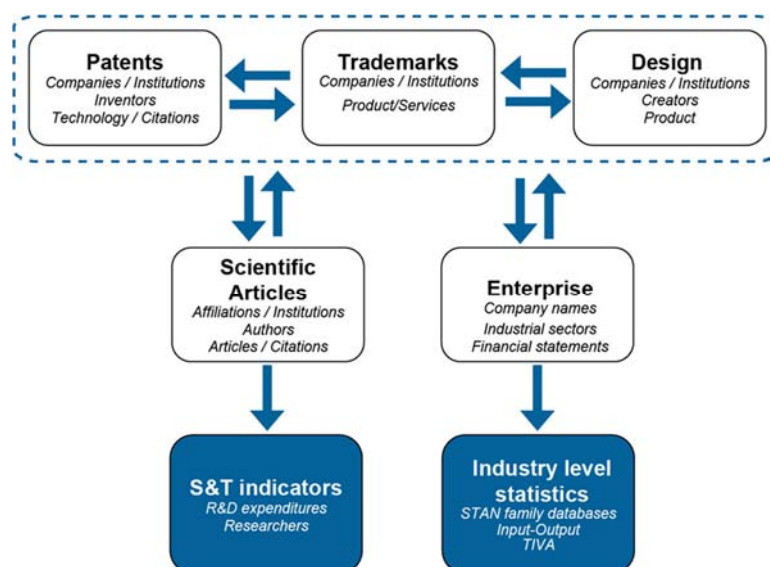 Patents
Companies / Institutions
Inventors
Technology / Citations
Trademarks
Companies / Institutions
Product/Services
Design
Companies / Institutions
Creators
Product
Scientific
Articles
Affiliations / Institutions
Authors
Articles / Citations
Enterprise
Company names
Industrial sectors
Financial statements
S&T indicators
R&D expenditures
Researchers
Industry level
statistics
STAN family databases
Input-Output
TIVA